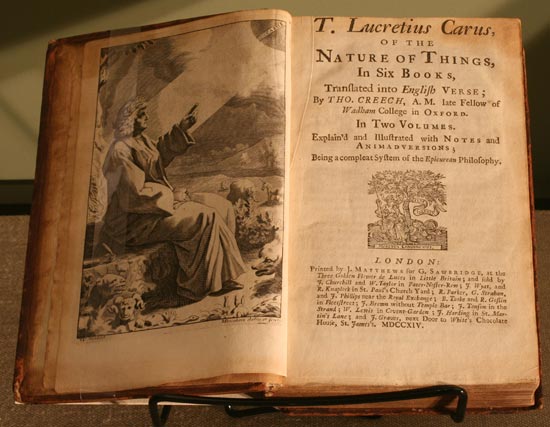 T. Lucretius Carus,
OF THE
NATURE OF THINGS,
In SIX BOOKS,
Translated into English VERSE;
By THO. CREECH, A. M. late Fellow of
Wadham College in OXFORD.
In TWO VOLUMES.
Explain'd and Illustrated with NOTES and
ANIMADVERSIONS;
Being a compleat System of the Epicurean Philosophy.
LONDON:
Printed by J. MATTHEWS for G. SAWBRIDGE, at the
Three Golden Flower de Luces in Little Britain; and sold by
J. Churchill and W. Taylor in Pater-Noster-Row; J. Wyat, and
R. Knaplock in St. Paul's Church Yard; R. Parker, G. Strahan,
and J. Phillips near the Royal Exchange; B. Tooke and R. Gosling
in Fleetstreet; J. Brown without Temple Bar; J. Tonson in the
Strand; W. Lewis in Covent-Garden; J. Harding in St. Mar-
tin's Lane; and J. Graves, next Door to White's Chocolate
House, St. James's. MDCCXIV.